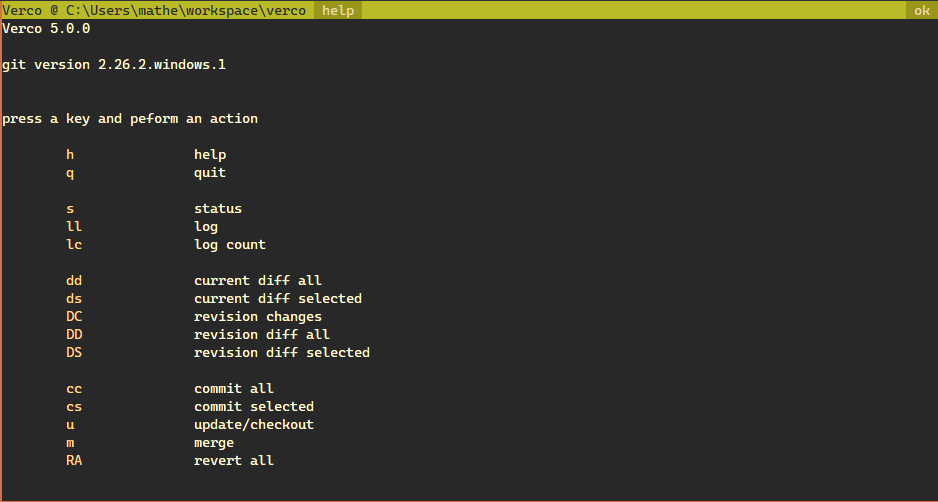 Verco @ C:\Users\mathe\workspace\verco help ok
Verco 5.0.0
git version 2.26.2.windows.1
press a key and peform an action
h help
q quit
s status
ll log
lc log count
dd current diff all
ds current diff selected
DC revision changes
DD revision diff all
DS revision diff selected
cc commit all
cs commit selected
u update/checkout
m merge
RA revert all